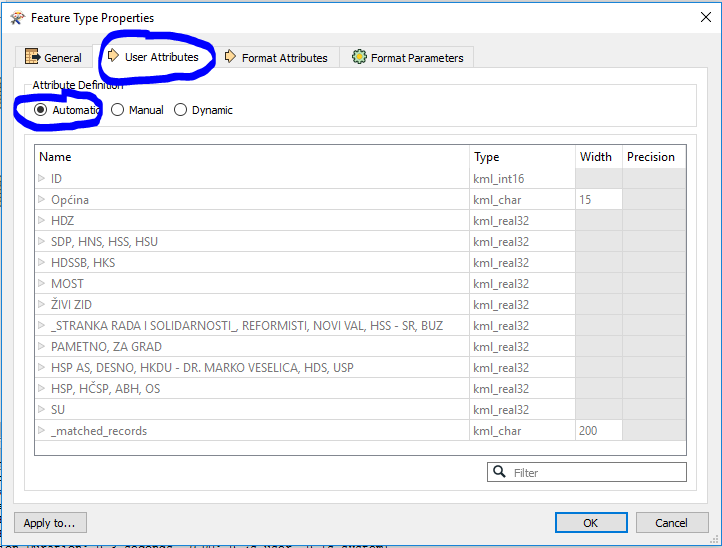 Feature Type Properties
General User Attributes Format Attributes Format Parameters
Attribute Definition
Automatic Manual Dynamic
Name Type Width Precision
ID kml_int16
Općina kml_char 15
HDZ kml_real32
SDP, HNS, HSS, HSU kml_real32
HDSSB, HKS kml_real32
MOST kml_real32
ŽIVI ZID kml_real32
_STRANKA RADA I SOLIDARNOSTI_, REFORMISTI, NOVI VAL, HSS - SR, BUZ kml_real32
PAMETNO, ZA GRAD kml_real32
HSP AS, DESNO, HKDU - DR. MARKO VESELICA, HDS, USP kml_real32
HSP, HČSP, ABH, OS kml_real32
SU kml_real32
_matched_records kml_char 200
Filter
Apply to... OK Cancel